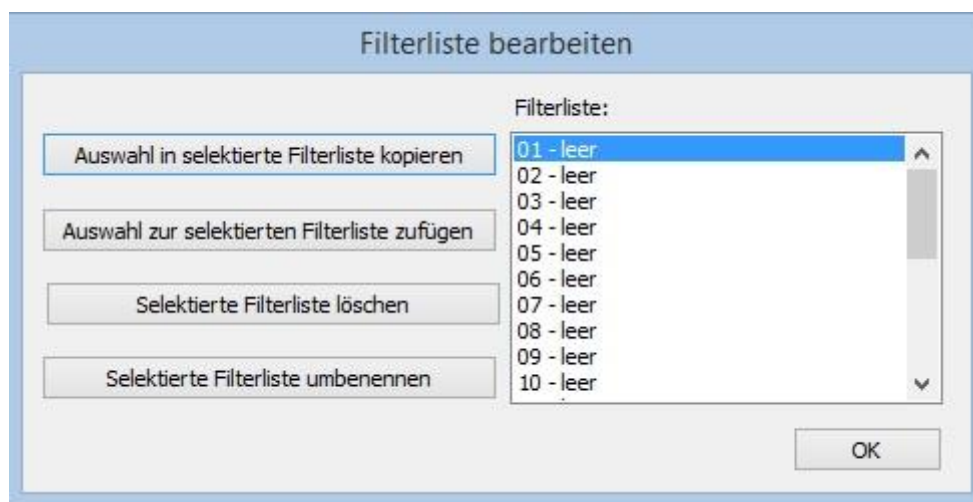 Filterliste bearbeiten
Filterliste:
Auswahl in selektierte Filterliste kopieren
Auswahl zur selektierten Filterliste zufügen
Selektierte Filterliste löschen
Selektierte Filterliste umbenennen
01 - leer
02 - leer
03 - leer
04 - leer
05 - leer
06 - leer
07 - leer
08 - leer
09 - leer
10 - leer
OK